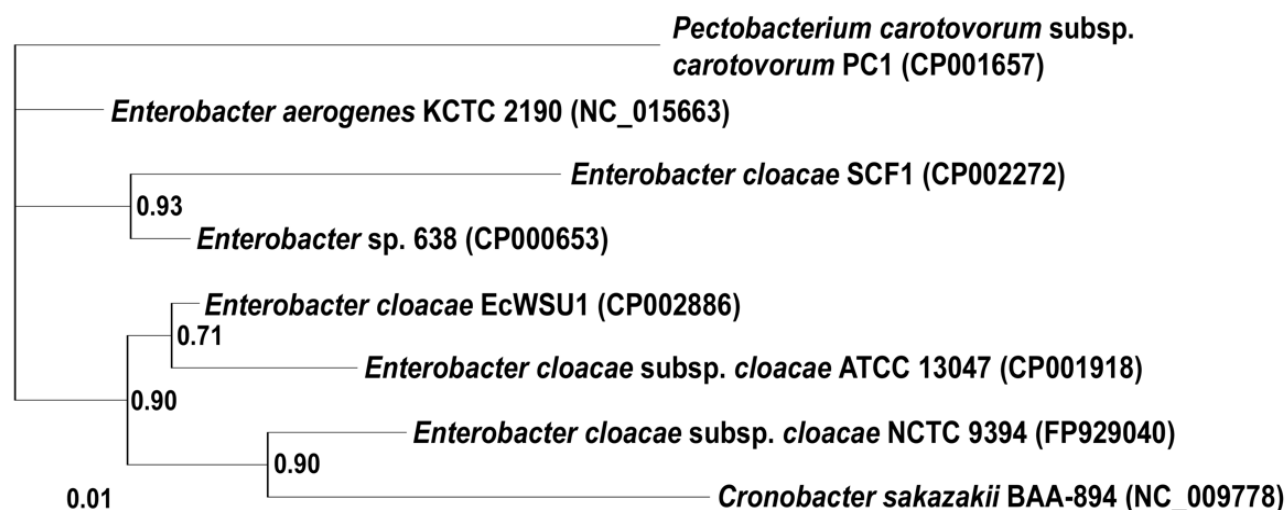 Pectobacterium carotovorum subsp.
carotovorum PC1 (CP001657)
Enterobacter aerogenes KCTC 2190 (NC_015663)
Enterobacter cloacae SCF1 (CP002272)
0.93
Enterobacter sp. 638 (CP000653)
Enterobacter cloacae EcWSU1 (CP002886)
0.71
Enterobacter cloacae subsp. cloacae ATCC 13047 (CP001918)
0.90
Enterobacter cloacae subsp. cloacae NCTC 9394 (FP929040)
0.90
0.01
Cronobacter sakazakii BAA-894 (NC_009778)